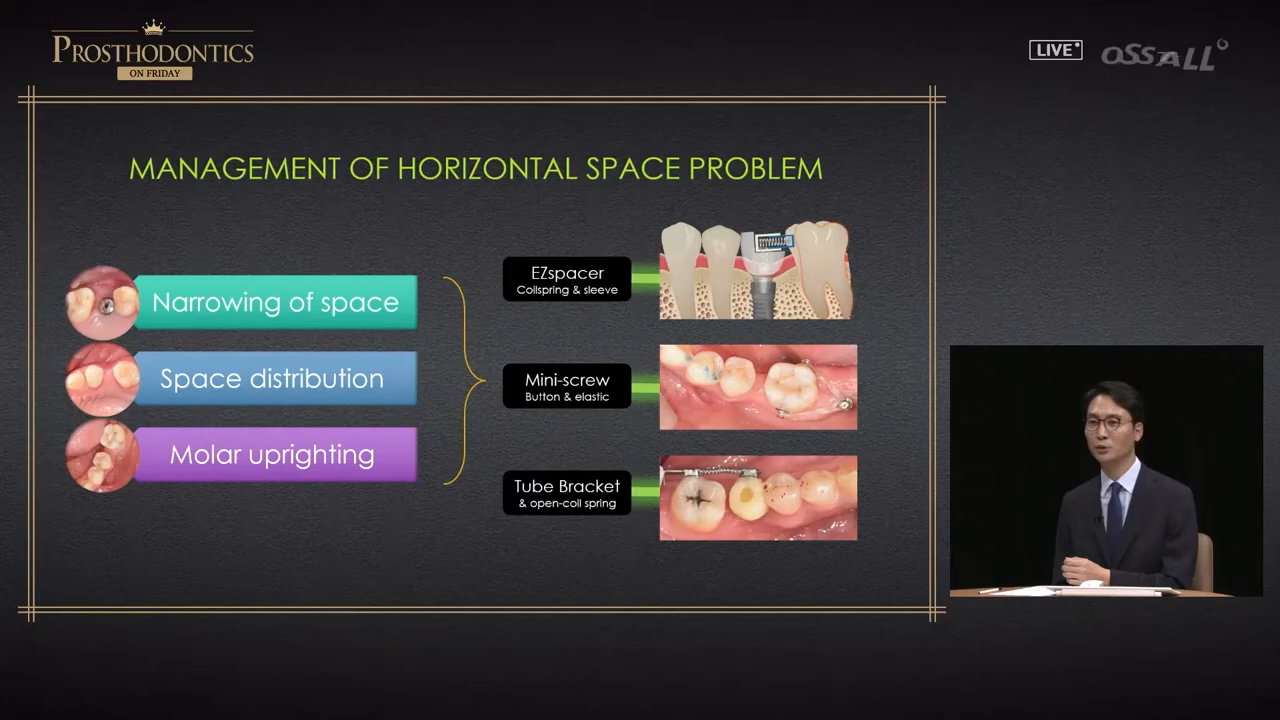 PROSTHODONTICS
ON FRIDAY
LIVE
OSSTALL
MANAGEMENT OF HORIZONTAL SPACE PROBLEM
Narrowing of space
Space distribution
Molar uprighting
EZspacer
Coilspring & sleeve
Mini-screw
Button & elastic
Tube Bracket
& open-coil spring